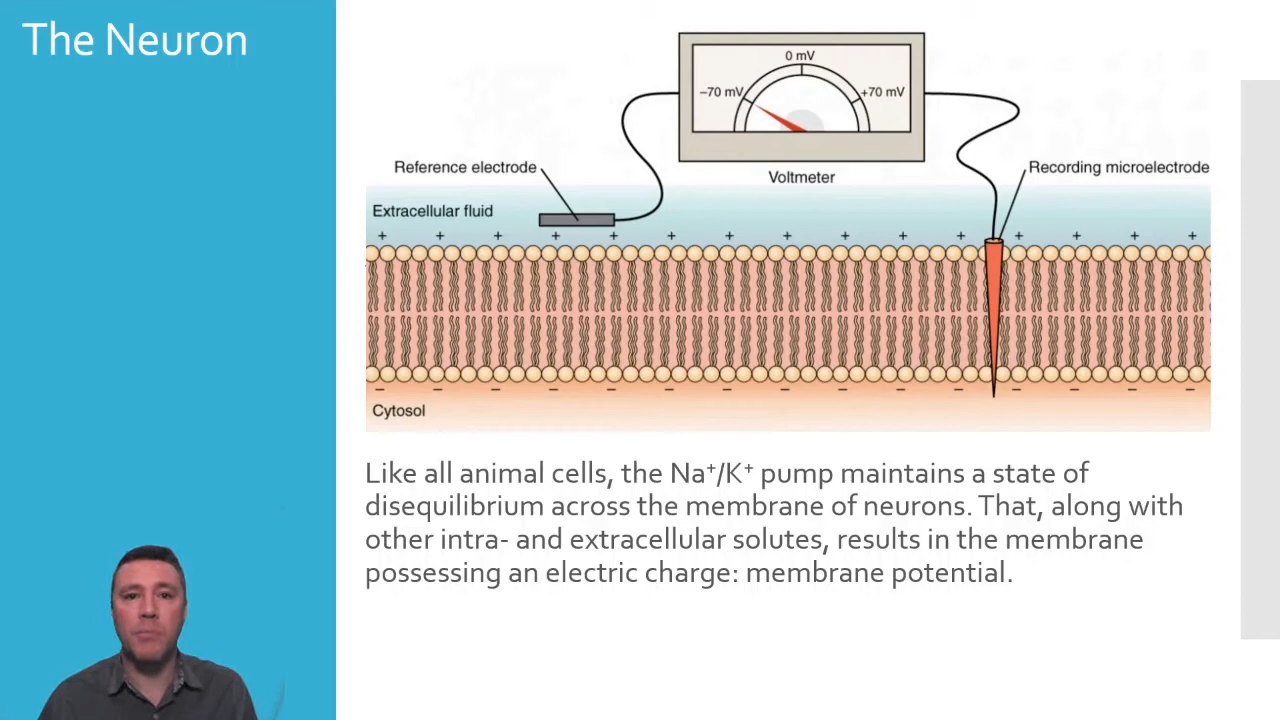 The Neuron
0 mV
–70 mV
+70 mV
Reference electrode
Voltmeter
Recording microelectrode
Extracellular fluid
+ + + + + + + + + + + + + + +
– – – – – – – – – – – – – – –
Cytosol
Like all animal cells, the Na⁺/K⁺ pump maintains a state of
disequilibrium across the membrane of neurons. That, along with
other intra- and extracellular solutes, results in the membrane
possessing an electric charge: membrane potential.